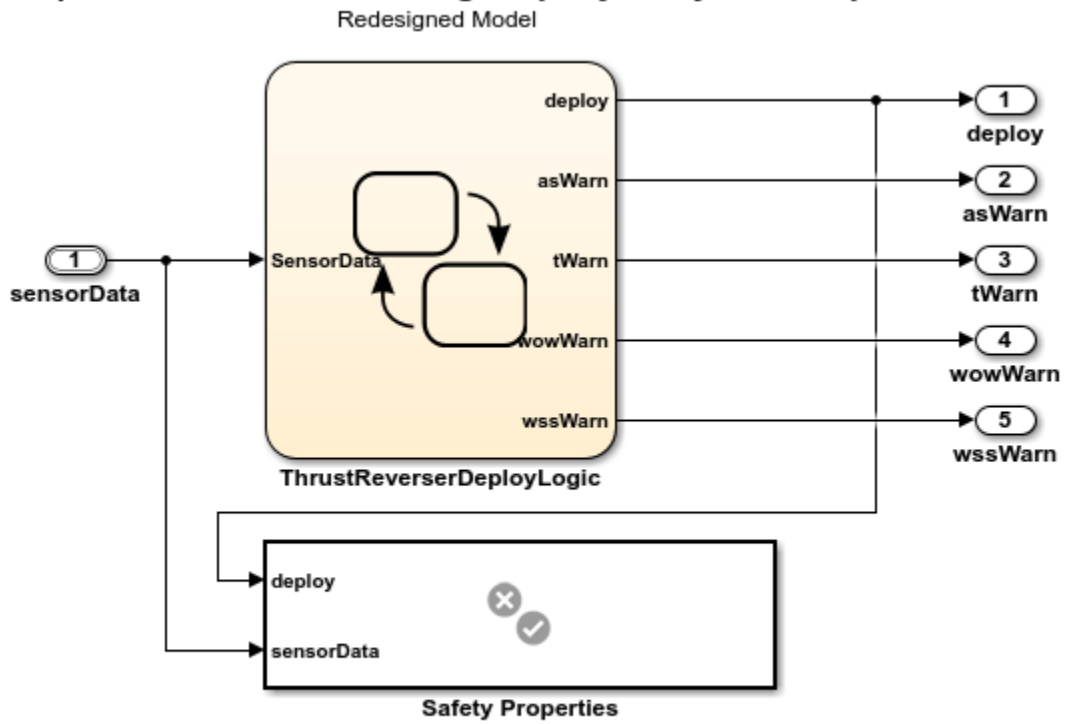 Redesigned Model
deploy
1
deploy
asWarn
2
asWarn
1
sensorData
SensorData
tWarn
3
tWarn
wowWarn
4
wowWarn
wssWarn
5
wssWarn
ThrustReverserDeployLogic
deploy
sensorData
Safety Properties